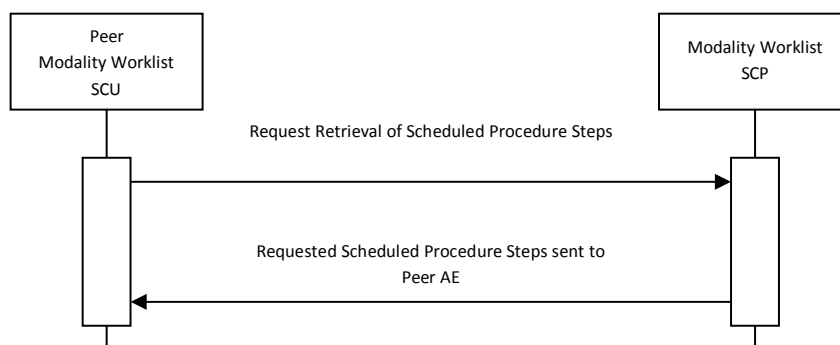 Peer
Modality Worklist
SCU
Modality Worklist
SCP
Request Retrieval of Scheduled Procedure Steps
Requested Scheduled Procedure Steps sent to
Peer AE